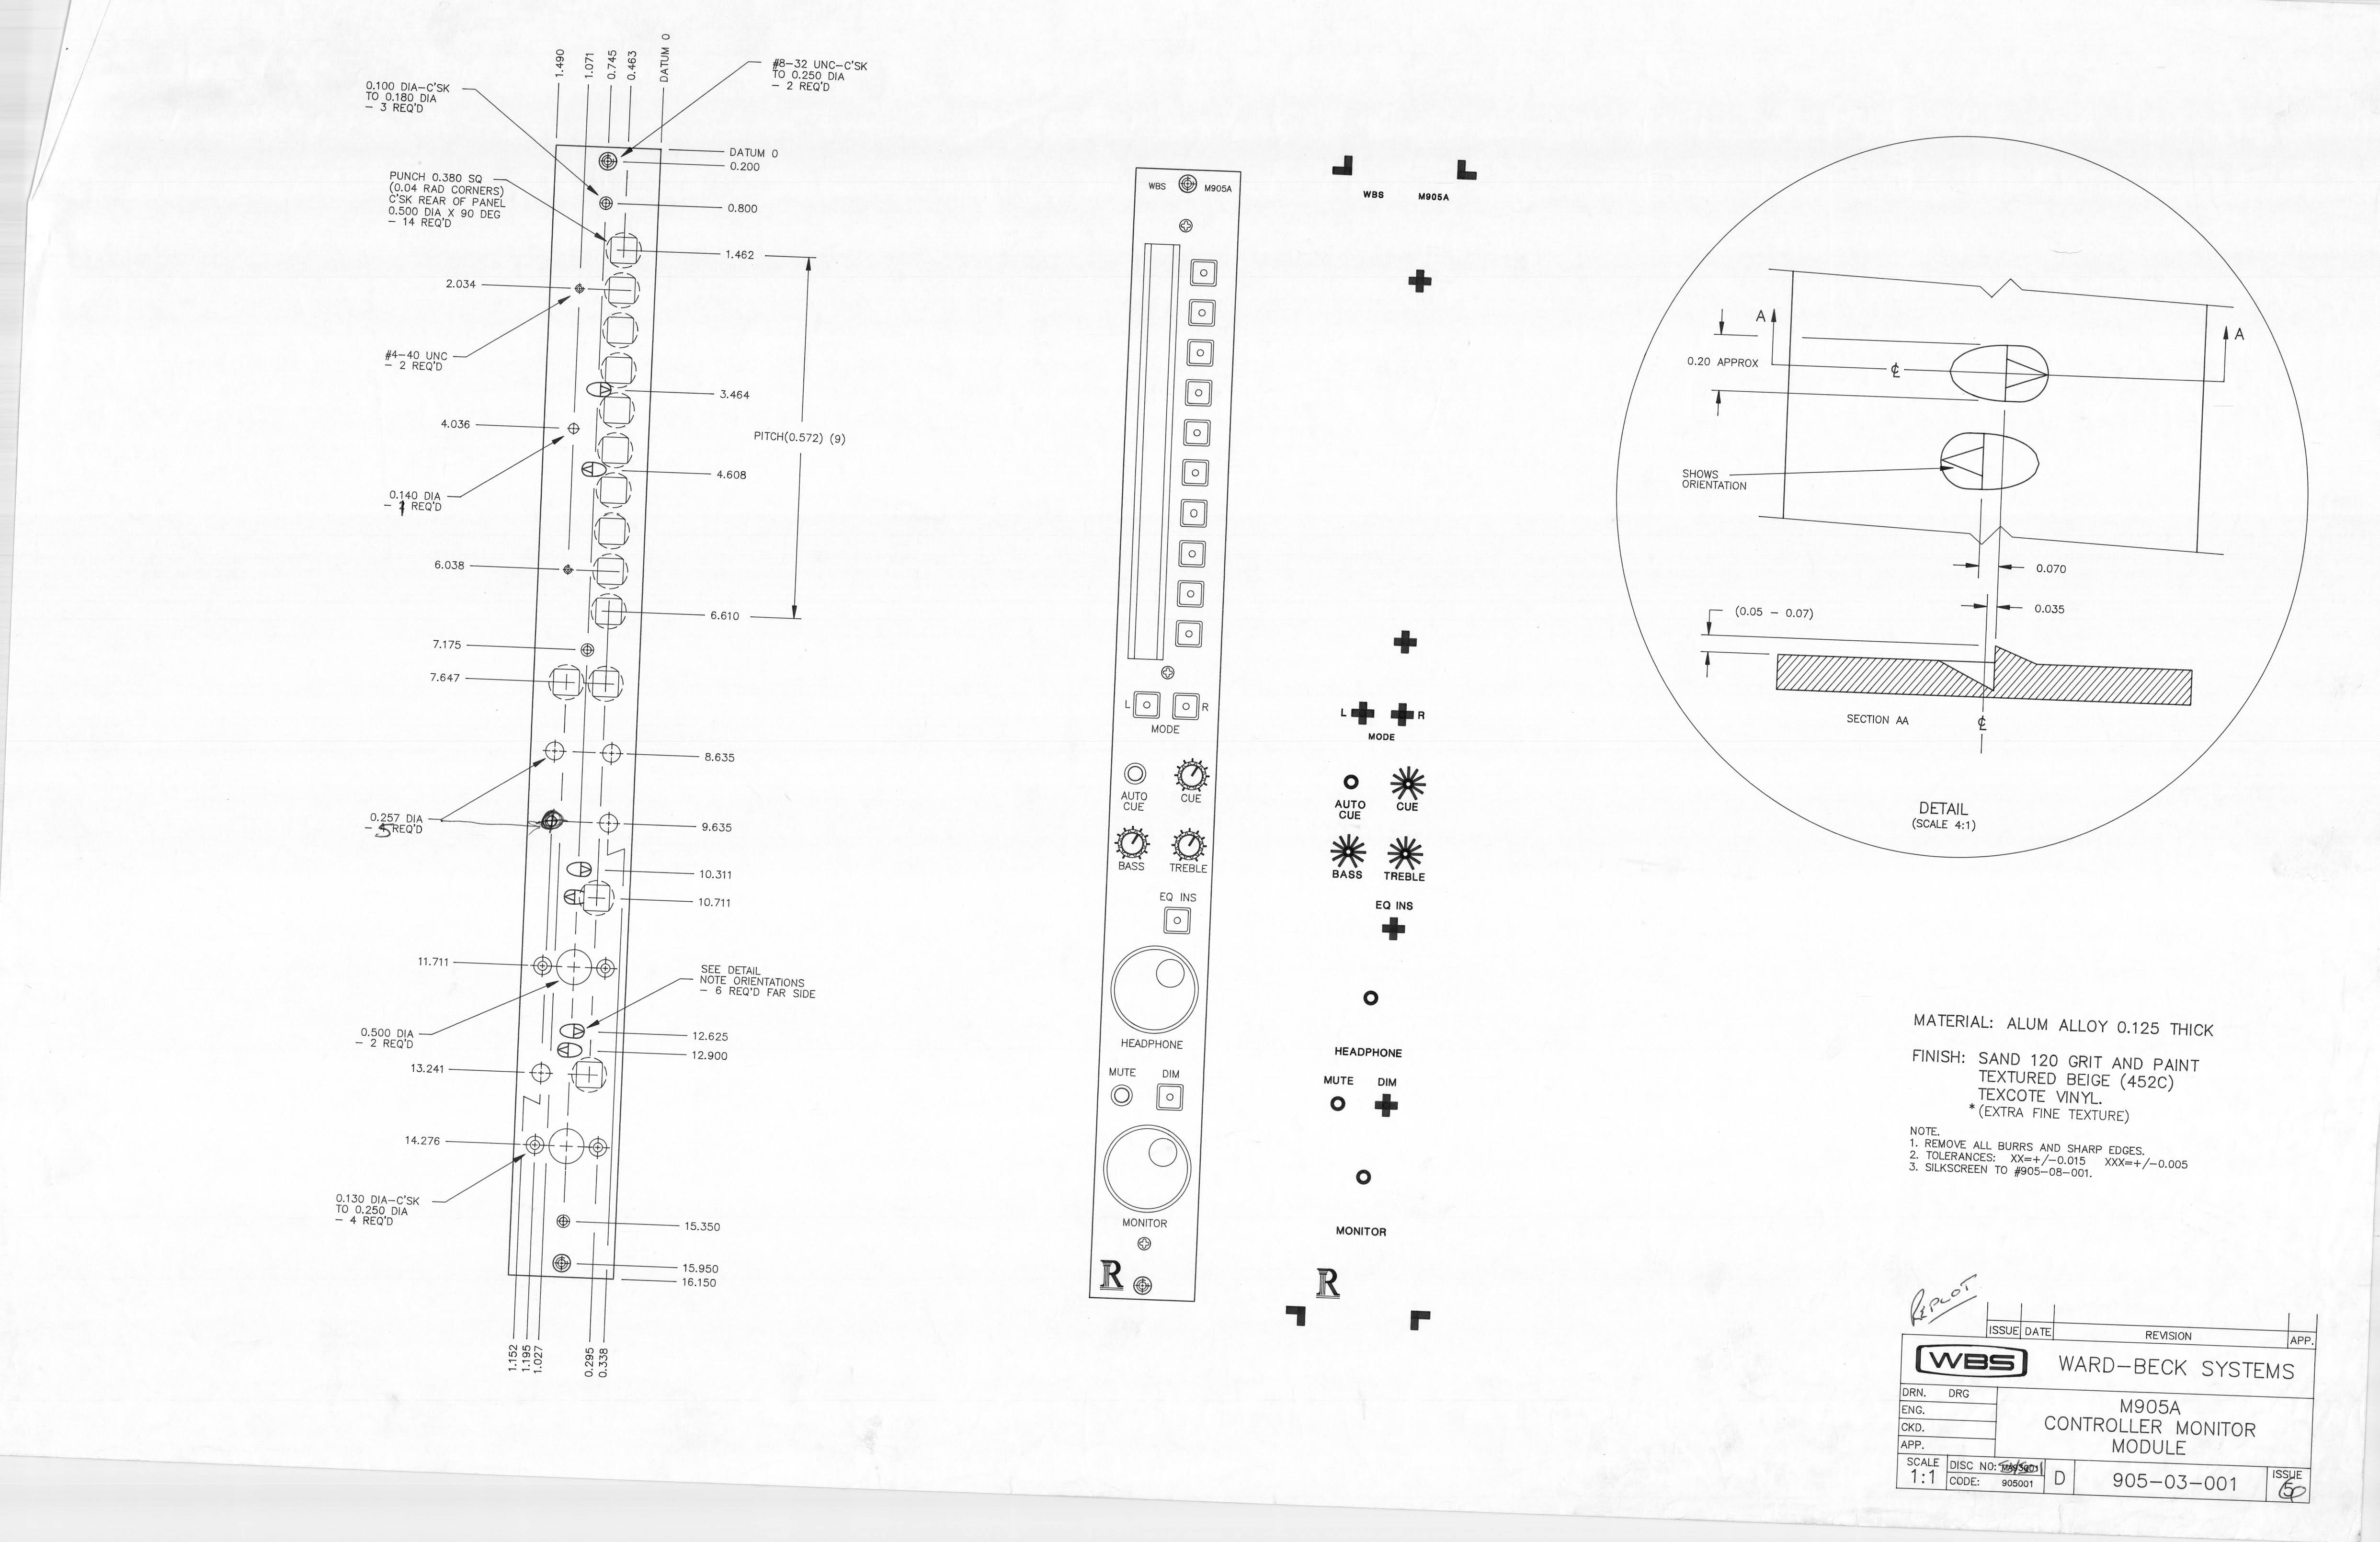 1.490
1.071
0.745
0.463
DATUM 0
#8-32 UNC-C'SK
TO 0.250 DIA
- 2 REQ'D
0.100 DIA-C'SK
TO 0.180 DIA
- 3 REQ'D
DATUM 0
0.200
PUNCH 0.380 SQ
(0.04 RAD CORNERS)
C'SK REAR OF PANEL
0.500 DIA X 90 DEG
- 14 REQ'D
0.800
1.462
2.034
#4-40 UNC
- 2 REQ'D
3.464
4.036
PITCH(0.572) (9)
4.608
0.140 DIA
- 1 REQ'D
6.038
6.610
7.175
7.647
8.635
0.257 DIA
- 5 REQ'D
9.635
10.311
10.711
11.711
SEE DETAIL
NOTE ORIENTATIONS
- 6 REQ'D FAR SIDE
0.500 DIA
- 2 REQ'D
12.625
12.900
13.241
14.276
0.130 DIA-C'SK
TO 0.250 DIA
- 4 REQ'D
15.350
15.950
16.150
1.152
1.195
1.027
0.295
0.338
WBS M905A
L R
MODE
AUTO
CUE
CUE
BASS TREBLE
EQ INS
HEADPHONE
MUTE DIM
MONITOR
R
WBS M905A
L R
MODE
AUTO
CUE
CUE
BASS TREBLE
EQ INS
HEADPHONE
MUTE DIM
MONITOR
R
A A
0.20 APPROX
℄
SHOWS
ORIENTATION
0.070
0.035
(0.05 - 0.07)
SECTION AA
℄
DETAIL
(SCALE 4:1)
MATERIAL: ALUM ALLOY 0.125 THICK
FINISH: SAND 120 GRIT AND PAINT
TEXTURED BEIGE (452C)
TEXCOTE VINYL.
*(EXTRA FINE TEXTURE)
NOTE.
1. REMOVE ALL BURRS AND SHARP EDGES.
2. TOLERANCES: XX=+/-0.015 XXX=+/-0.005
3. SILKSCREEN TO #905-08-001.
REPLOT
ISSUE DATE REVISION APP.
WBS WARD-BECK SYSTEMS
DRN. DRG
ENG.
CKD.
APP.
M905A
CONTROLLER MONITOR
MODULE
SCALE
1:1
DISC NO:
CODE: 905001
D
905-03-001
ISSUE